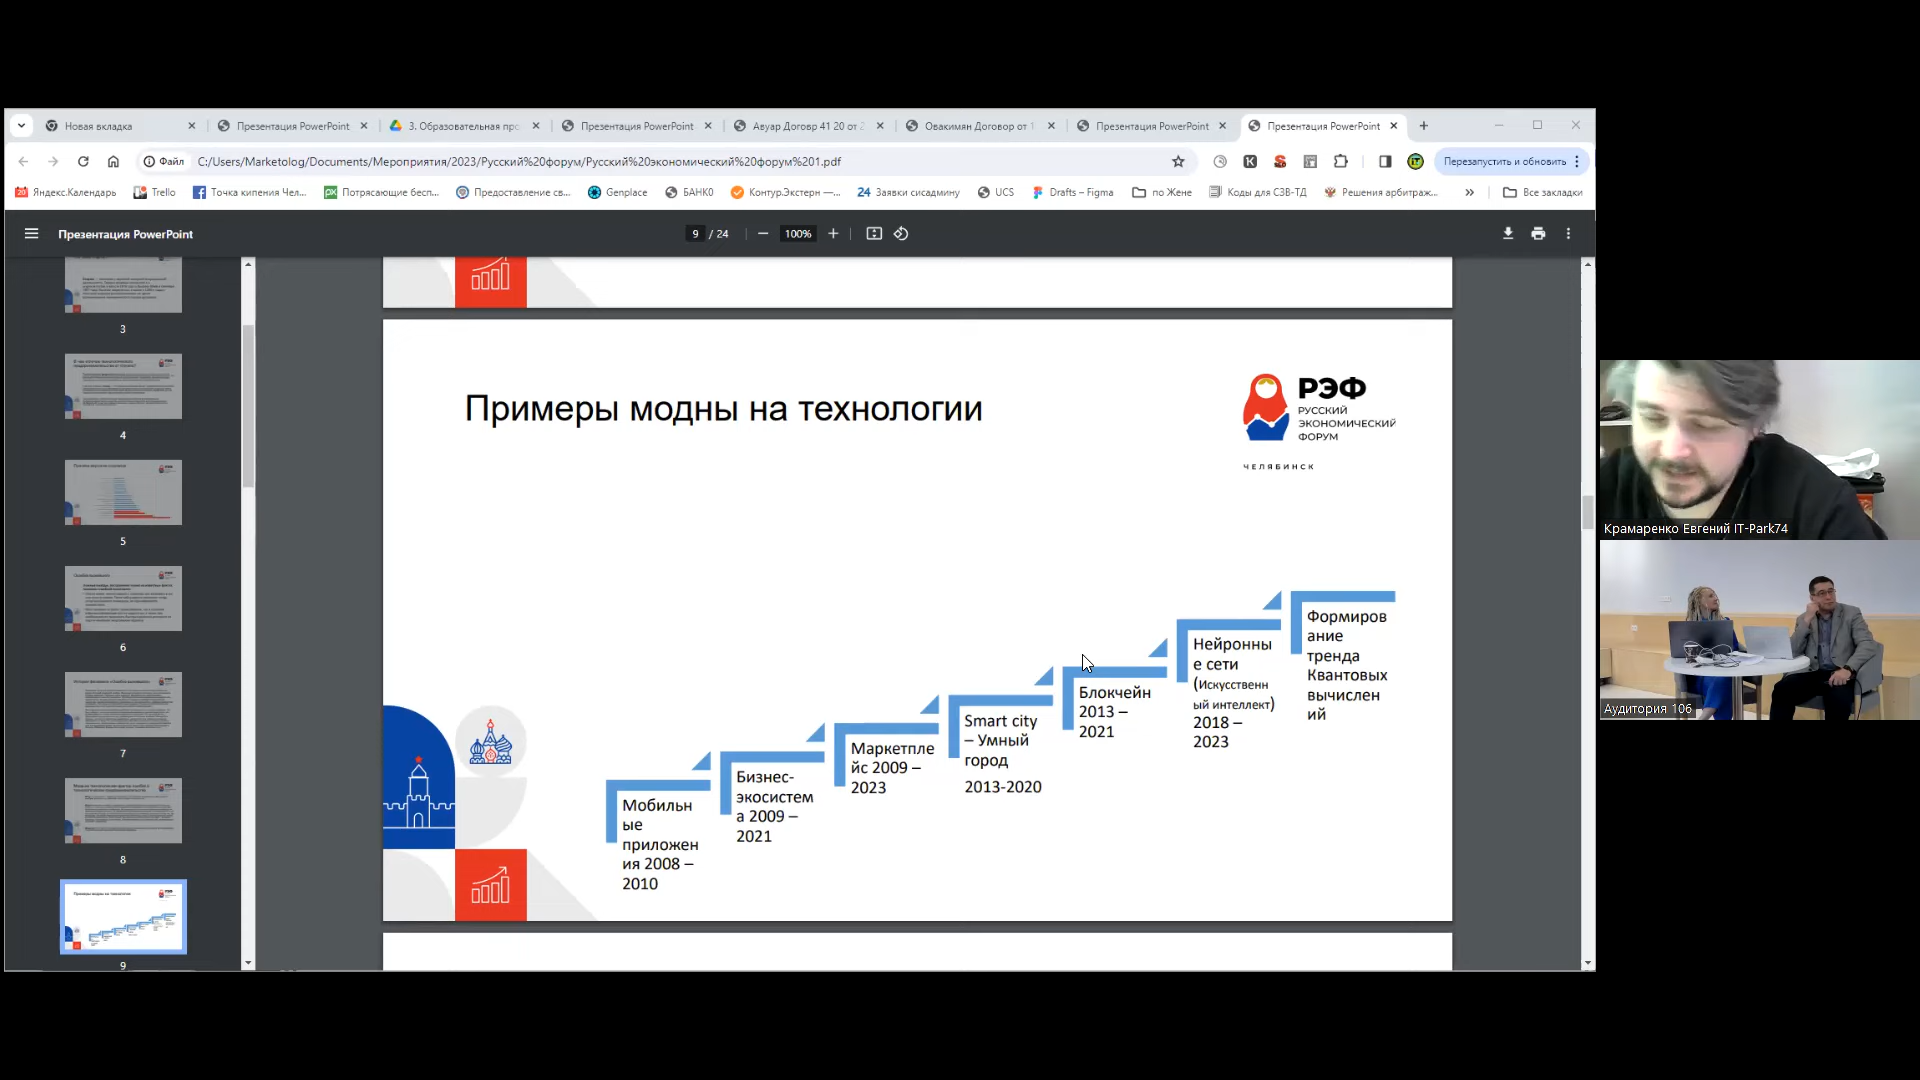 Новая вкладка
Презентация PowerPoint
3. Образовательная про
Презентация PowerPoint
Авуар Договр 41 20 от 2
Овакимян Договор от 1
Презентация PowerPoint
Презентация PowerPoint
Файл
C:/Users/Marketolog/Documents/Мероприятия/2023/Русский%20форум/Русский%20экономический%20форум%201.pdf
Перезапустить и обновить
Яндекс.Календарь
Trello
Точка кипения Чел...
Потрясающие бесп...
Предоставление св...
Genplace
БАНКО
Контур.Экстерн —...
24 Заявки сисадмину
UCS
Drafts – Figma
по Жене
Коды для СЗВ-ТД
Решения арбитраж...
Все закладки
Презентация PowerPoint
9 / 24
100%
3
4
5
6
7
8
9
Примеры модны на технологии
РЭФ
РУССКИЙ
ЭКОНОМИЧЕСКИЙ
ФОРУМ
ЧЕЛЯБИНСК
Мобильн
ые
приложен
ия 2008 –
2010
Бизнес-
экосистем
а 2009 –
2021
Маркетпле
йс 2009 –
2023
Smart city
– Умный
город
2013-2020
Блокчейн
2013 –
2021
Нейронны
е сети
(Искусственн
ый интеллект)
2018 –
2023
Формиров
ание
тренда
Квантовых
вычислен
ий
Крамаренко Евгений IT-Park74
Аудитория 106